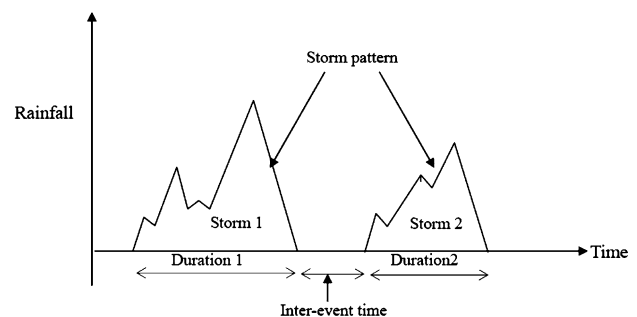 Storm pattern
Rainfall
Storm 1
Storm 2
Time
Duration 1
Duration2
Inter-event time